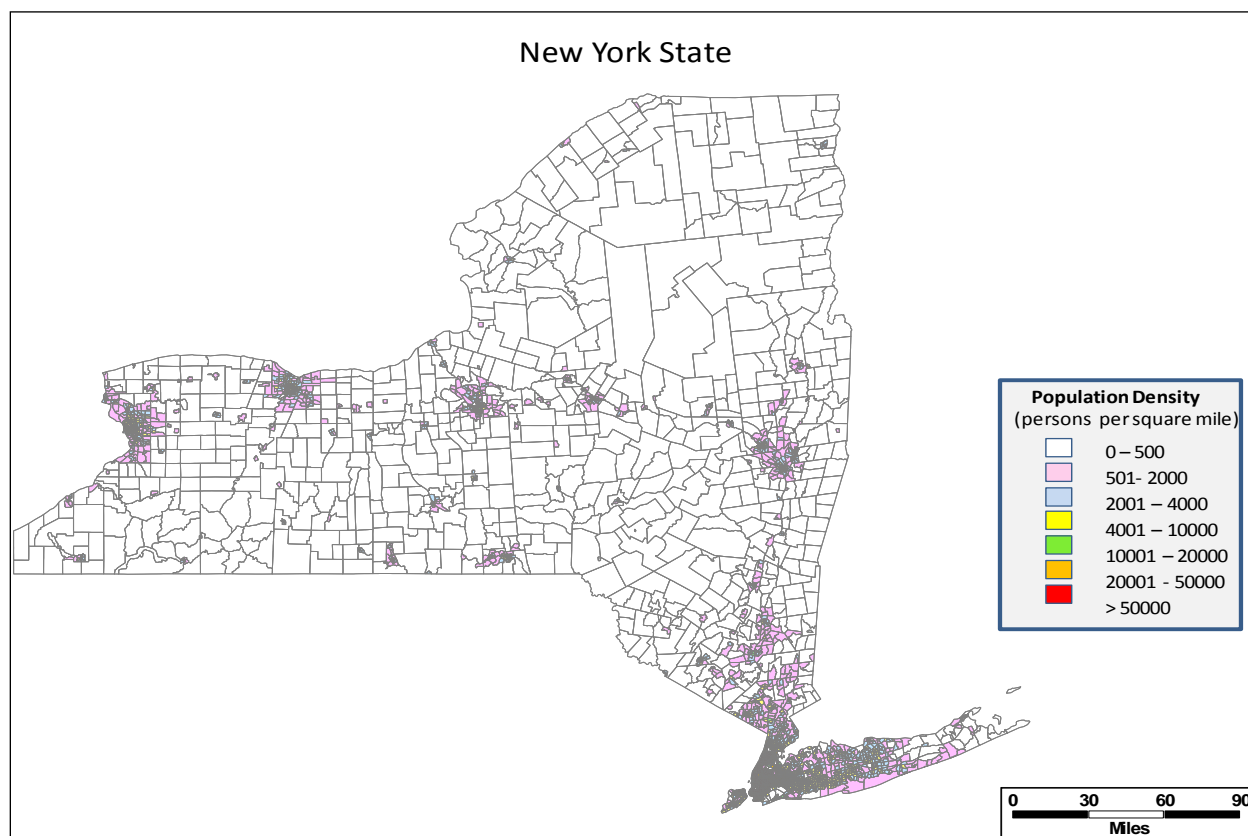 New York State
Population Density
(persons per square mile)
0 – 500
501- 2000
2001 – 4000
4001 – 10000
10001 – 20000
20001 - 50000
> 50000
0 30 60 90
Miles